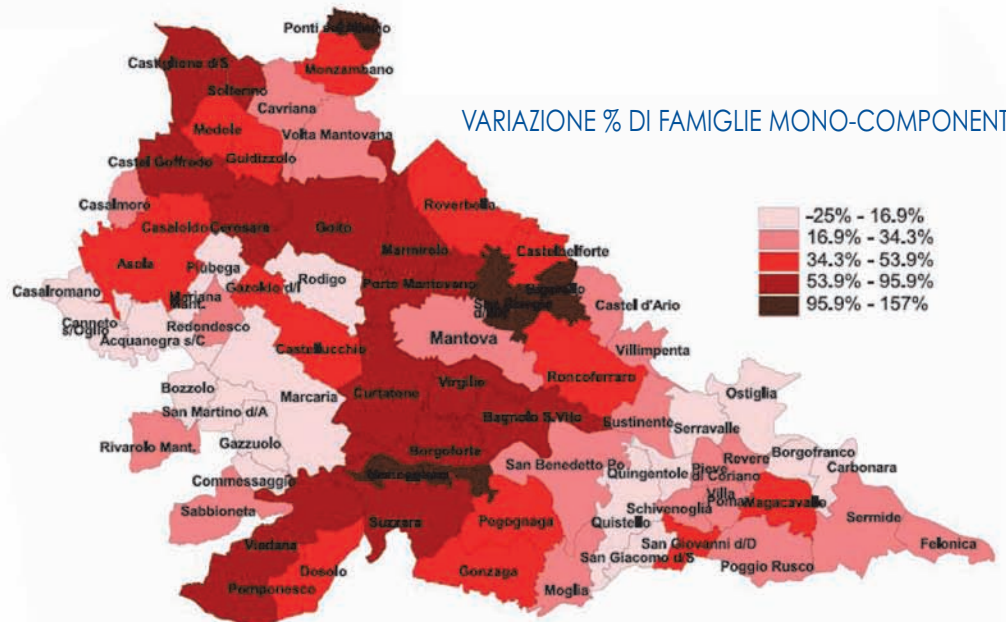 Ponti sul Mincio
Castiglione d/S
Monzambano
Solferino
Cavriana
VARIAZIONE % DI FAMIGLIE MONO-COMPONENT
Medole
Volta Mantovana
Guidizzolo
Castel Goffredo
Casalmoro
Roverbella
-25% - 16.9%
16.9% - 34.3%
34.3% - 53.9%
53.9% - 95.9%
95.9% - 157%
Casaloldo Ceresara
Goito
Marmirolo
Castelbelforte
Asola
Piubega
Rodigo
Casalromano
Mariana
Mant.
Gazoldo d/I
Porto Mantovano
Castel d'Ario
Canneto
s/Oglio
Redondesco
Acquanegra s/C
Mantova
Villimpenta
Castellucchio
Roncoferraro
Bozzolo
Marcaria
Curtatone
Virgilio
Ostiglia
San Martino d/A
Bagnolo S.Vito
Sustinente
Serravalle
Rivarolo Mant.
Gazzuolo
Borgoforte
San Benedetto Po
Quingentole
Pieve
di Coriano
Revere
Borgofranco
Carbonara
Commessaggio
Sabbioneta
Suzzara
Pegognaga
Quistello
Schivenoglia
Villa
Poma
Magacavallo
Sermide
Viadana
San Giovanni d/D
Felonica
Dosolo
Gonzaga
San Giacomo d/S
Poggio Rusco
Pomponesco
Moglia